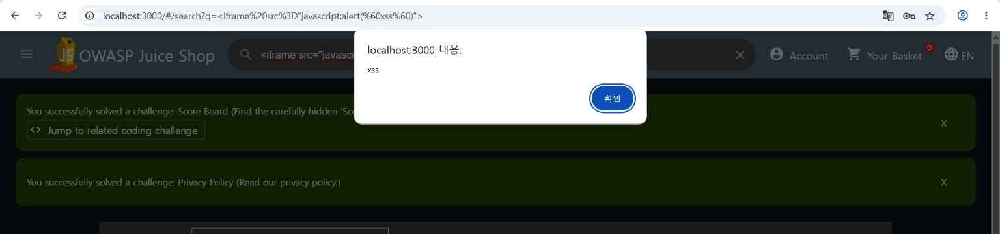 localhost:3000/#/search?q=<iframe%20src%3D"javascript:alert(%60xss%60)">
OWASP Juice Shop
<iframe src="javascr
Account
0
Your Basket
EN
localhost:3000 내용:
xss
확인
You successfully solved a challenge: Score Board (Find the carefully hidden 'Sco
X
<> Jump to related coding challenge
You successfully solved a challenge: Privacy Policy (Read our privacy policy.)
X